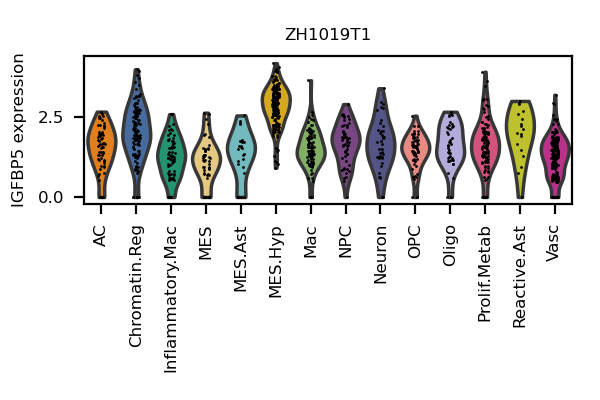 ZH1019T1
IGFBP5 expression
2.5
0.0
AC
Chromatin.Reg
Inflammatory.Mac
MES
MES.Ast
MES.Hyp
Mac
NPC
Neuron
OPC
Oligo
Prolif.Metab
Reactive.Ast
Vasc